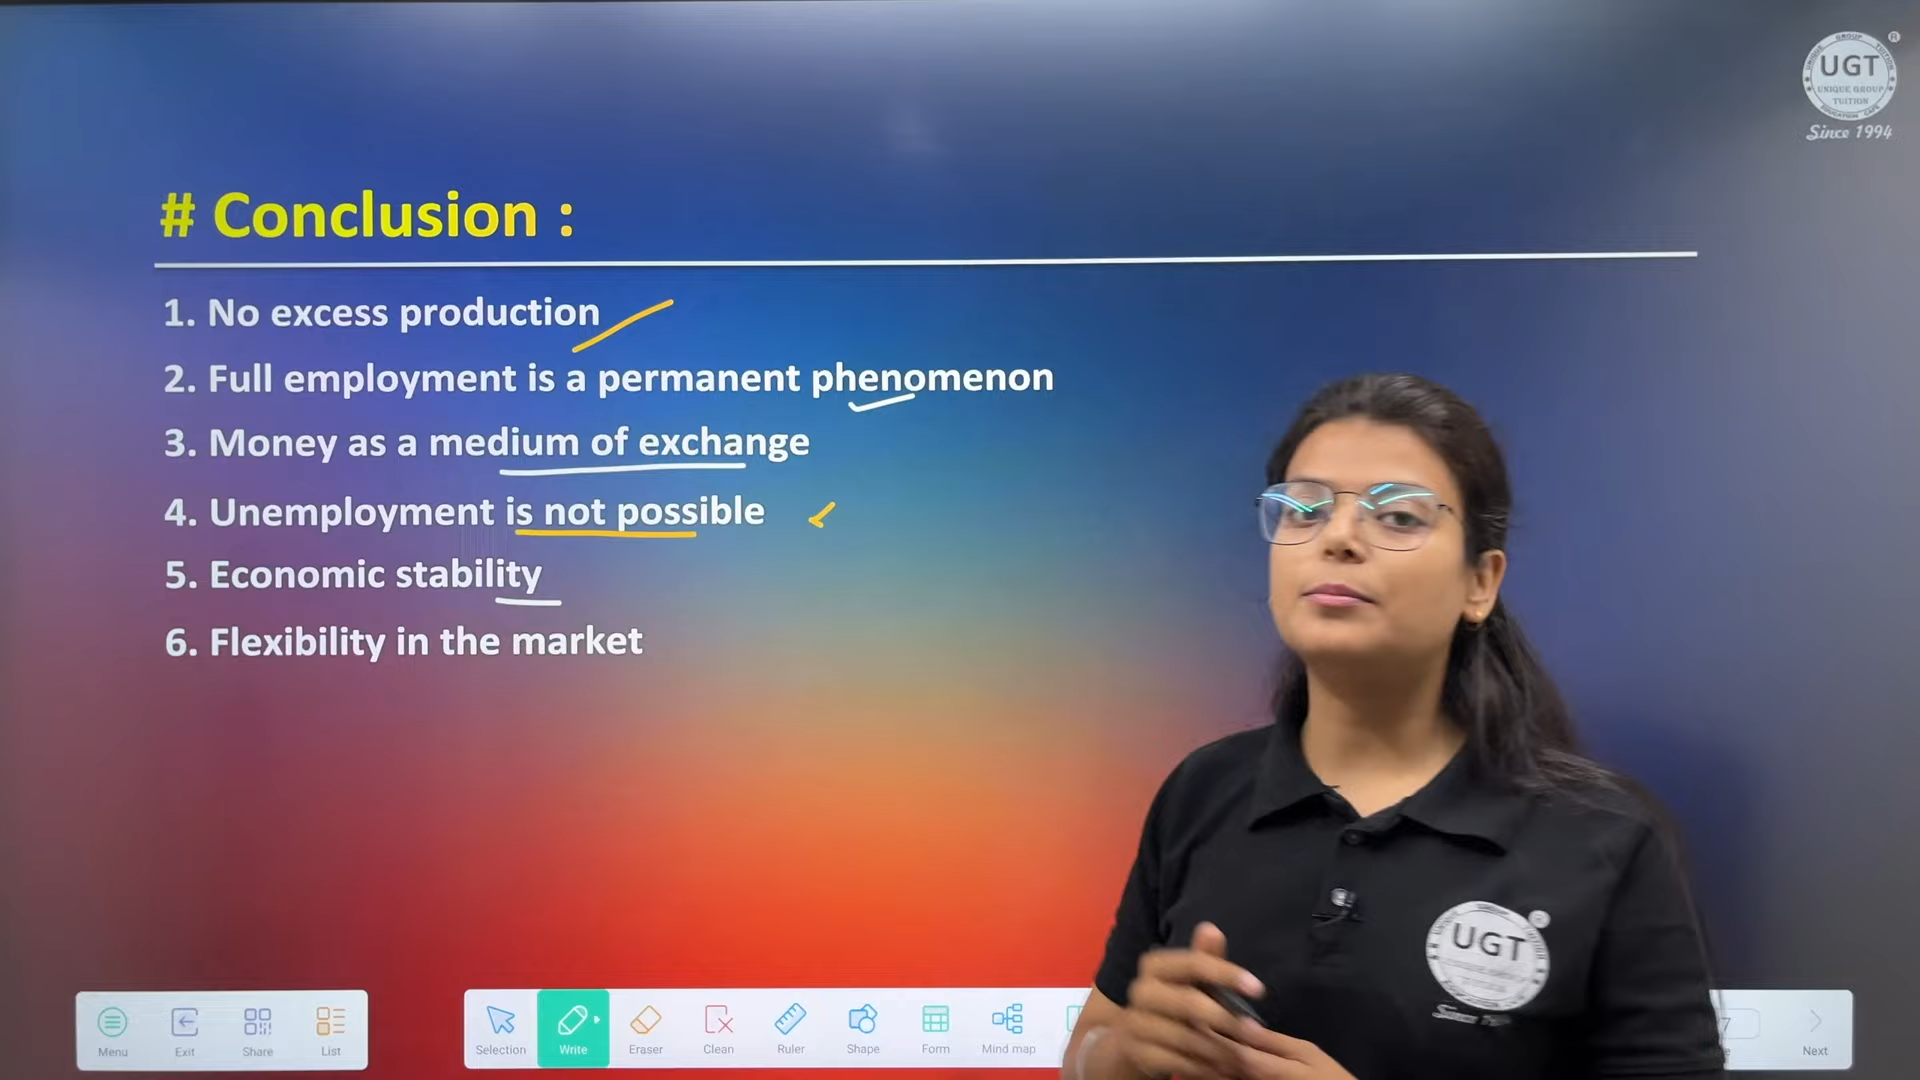 UGT
UNIQUE GROUP
TUITION
Since 1994
# Conclusion :
1. No excess production
2. Full employment is a permanent phenomenon
3. Money as a medium of exchange
4. Unemployment is not possible
5. Economic stability
6. Flexibility in the market
UGT
Menu Exit Share List
Selection Write Eraser Clean Ruler Shape Form Mind map
7
Next